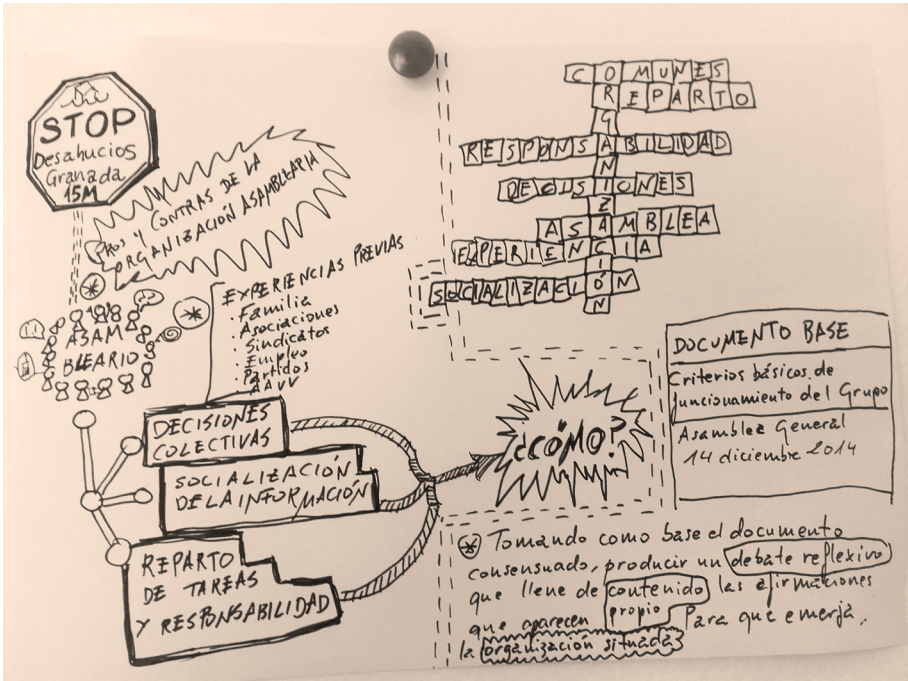 STOP
Desahucios
Granada
15M
PROS Y CONTRAS DE LA
ORGANIZACIÓN ASAMBLEARIA
ASAM
BLEARIO
EXPERIENCIAS PREVIAS
· Familia
· Asociaciones
· Sindicatos
· Empleo
· Partidos
· AAVV
DECISIONES
COLECTIVAS
SOCIALIZACIÓN
DE LA INFORMACIÓN
REPARTO
DE TAREAS
Y RESPONSABILIDAD
COMUNES
REPARTO
G
RESPONSABILIDAD
N
DECISIONES
Z
ASAMBLEA
EXPERIENCIA
I
SOCIALIZACIÓN
N
¿CÓMO?
DOCUMENTO BASE
Criterios básicos de
funcionamiento del Grupo
Asamblea General
14 diciembre 2014
* Tomando como base el documento
consensuado, producir un debate reflexivo
que llene de contenido las afirmaciones
que aparecen propio Para que emerja
la organización situada